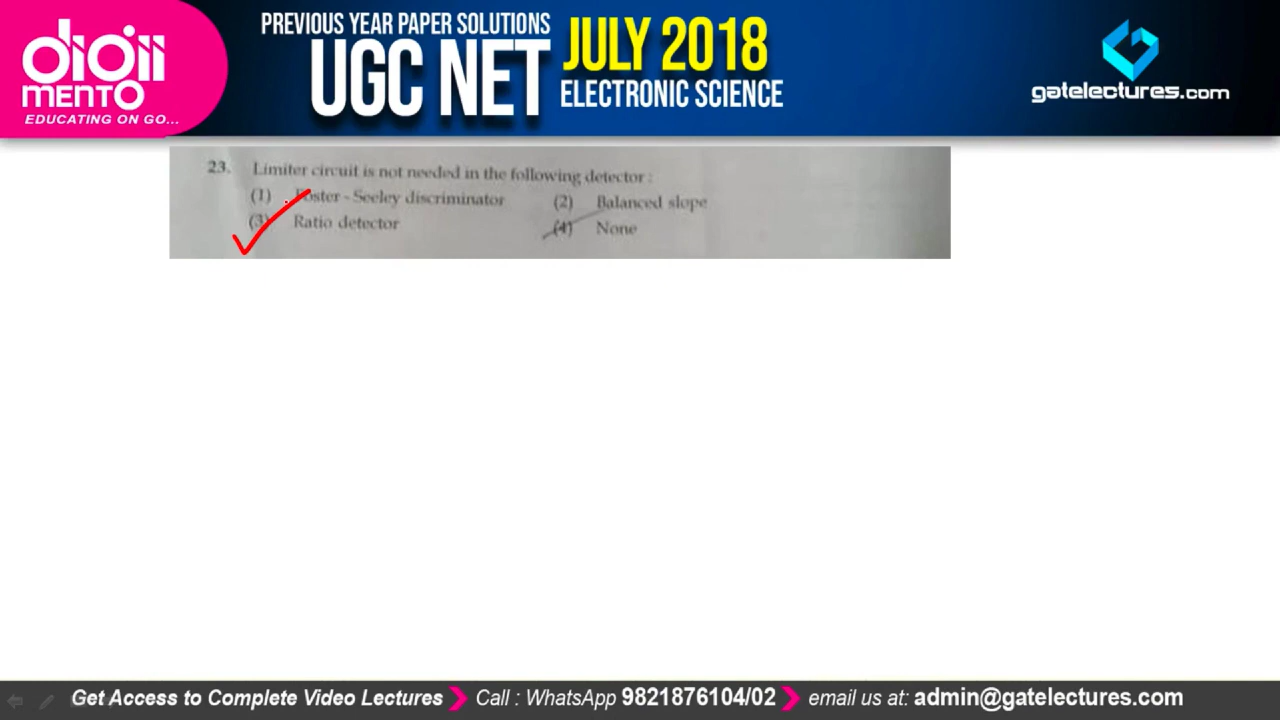 digii
MENTO
EDUCATING ON GO...
PREVIOUS YEAR PAPER SOLUTIONS
UGC NET
JULY 2018
ELECTRONIC SCIENCE
gatelectures.com
23. Limiter circuit is not needed in the following detector :
(1) Foster - Seeley discriminator (2) Balanced slope
(3) Ratio detector (4) None
Get Access to Complete Video Lectures Call : WhatsApp 9821876104/02 email us at: admin@gatelectures.com